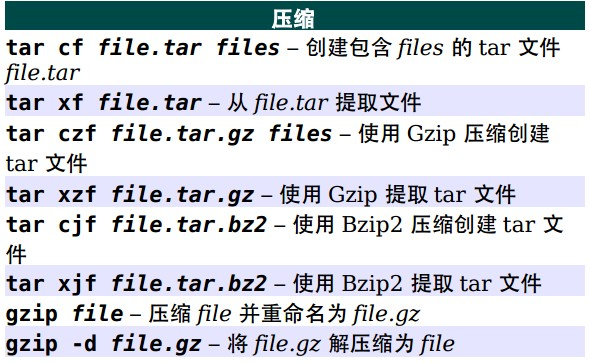 压缩
tar cf file.tar files – 创建包含 files 的 tar 文件
file.tar
tar xf file.tar – 从 file.tar 提取文件
tar czf file.tar.gz files – 使用 Gzip 压缩创建
tar 文件
tar xzf file.tar.gz – 使用 Gzip 提取 tar 文件
tar cjf file.tar.bz2 – 使用 Bzip2 压缩创建 tar 文
件
tar xjf file.tar.bz2 – 使用 Bzip2 提取 tar 文件
gzip file – 压缩 file 并重命名为 file.gz
gzip -d file.gz – 将 file.gz 解压缩为 file